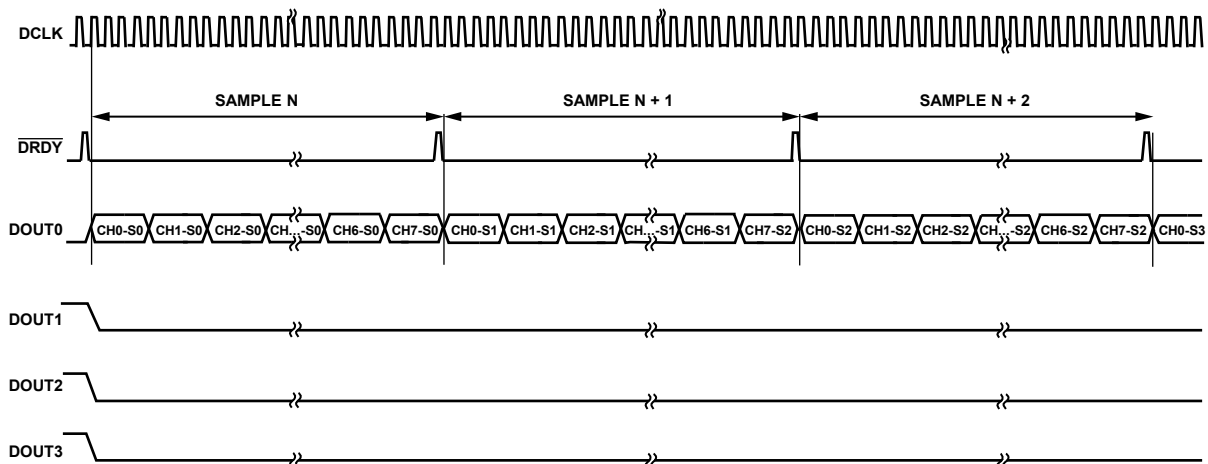 DCLK
SAMPLE N SAMPLE N + 1 SAMPLE N + 2
DRDY
DOUT0 CH0-S0 CH1-S0 CH2-S0 CH...-S0 CH6-S0 CH7-S0 CH0-S1 CH1-S1 CH2-S1 CH...-S1 CH6-S1 CH7-S2 CH0-S2 CH1-S2 CH2-S2 CH...-S2 CH6-S2 CH7-S2 CH0-S3
DOUT1
DOUT2
DOUT3